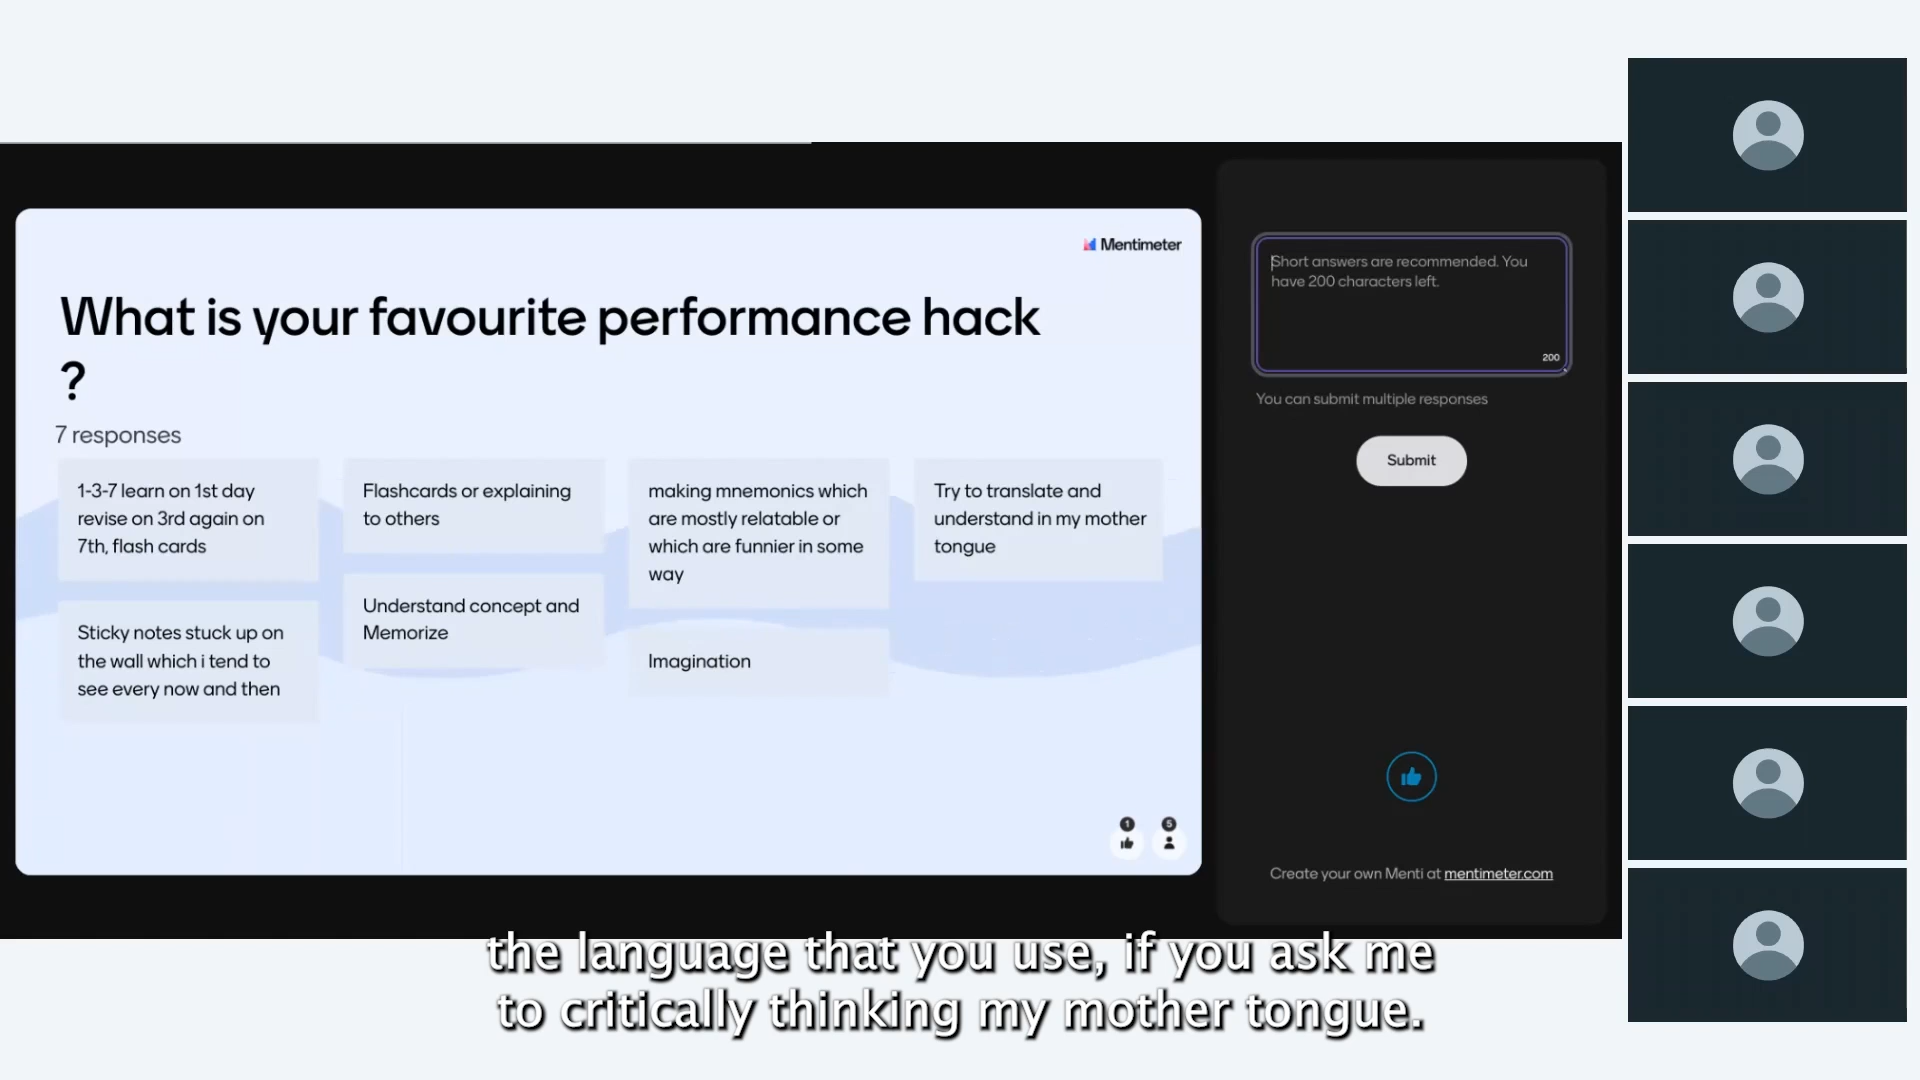 Mentimeter
What is your favourite performance hack
?
7 responses
1-3-7 learn on 1st day
revise on 3rd again on
7th, flash cards
Sticky notes stuck up on
the wall which i tend to
see every now and then
Flashcards or explaining
to others
Understand concept and
Memorize
making mnemonics which
are mostly relatable or
which are funnier in some
way
Imagination
Try to translate and
understand in my mother
tongue
1
5
Short answers are recommended. You
have 200 characters left.
200
You can submit multiple responses
Submit
Create your own Menti at mentimeter.com
the language that you use, if you ask me
to critically thinking my mother tongue.